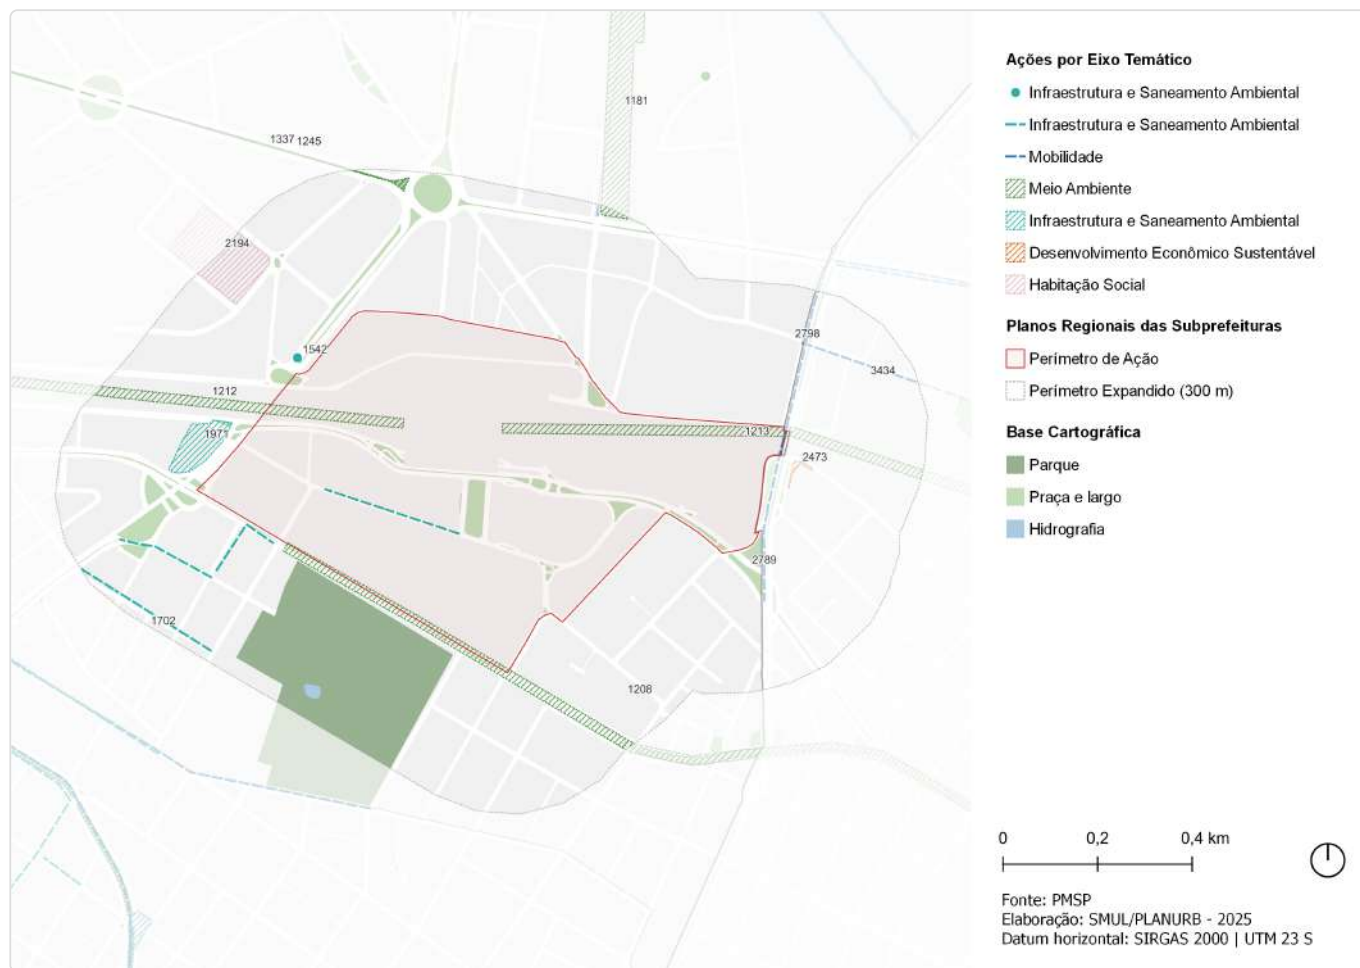 1181
1337 1245
2194
1542
1212
1971
2798
3434
1213
2473
2789
1702
1208
Ações por Eixo Temático
Infraestrutura e Saneamento Ambiental
Infraestrutura e Saneamento Ambiental
Mobilidade
Meio Ambiente
Infraestrutura e Saneamento Ambiental
Desenvolvimento Econômico Sustentável
Habitação Social
Planos Regionais das Subprefeituras
Perímetro de Ação
Perímetro Expandido (300 m)
Base Cartográfica
Parque
Praça e largo
Hidrografia
0 0,2 0,4 km
Fonte: PMSP
Elaboração: SMUL/PLANURB - 2025
Datum horizontal: SIRGAS 2000 | UTM 23 S